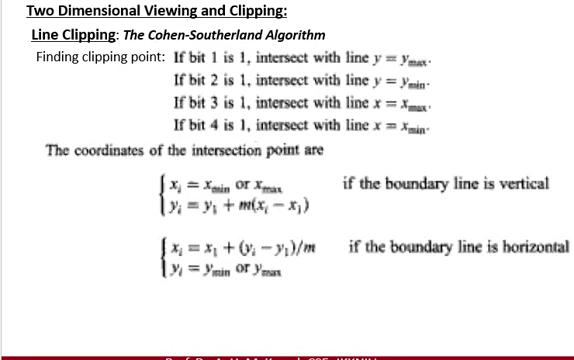 Two Dimensional Viewing and Clipping:
Line Clipping: The Cohen-Southerland Algorithm
Finding clipping point: If bit 1 is 1, intersect with line y = y_max.
If bit 2 is 1, intersect with line y = y_min.
If bit 3 is 1, intersect with line x = x_max.
If bit 4 is 1, intersect with line x = x_min.
The coordinates of the intersection point are
{ x_i = x_min or x_max if the boundary line is vertical
y_i = y_1 + m(x_i − x_1)
{ x_i = x_1 + (y_i − y_1)/m if the boundary line is horizontal
y_i = y_min or y_max